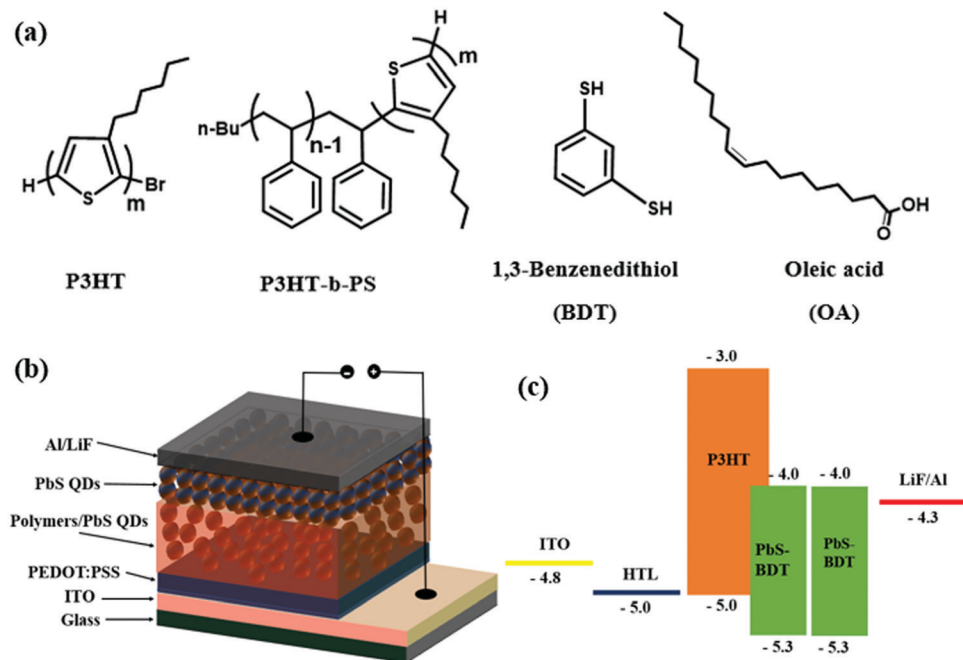 (a)
H
S
m
Br
P3HT
n-Bu
n-1
S
H
m
P3HT-b-PS
SH
SH
1,3-Benzenedithiol
(BDT)
O
OH
Oleic acid
(OA)
(b)
Al/LiF
PbS QDs
Polymers/PbS QDs
PEDOT:PSS
ITO
Glass
- +
(c)
ITO
- 4.8
HTL
- 5.0
- 3.0
P3HT
- 5.0
- 4.0
PbS-
BDT
- 5.3
- 4.0
PbS-
BDT
- 5.3
LiF/Al
- 4.3